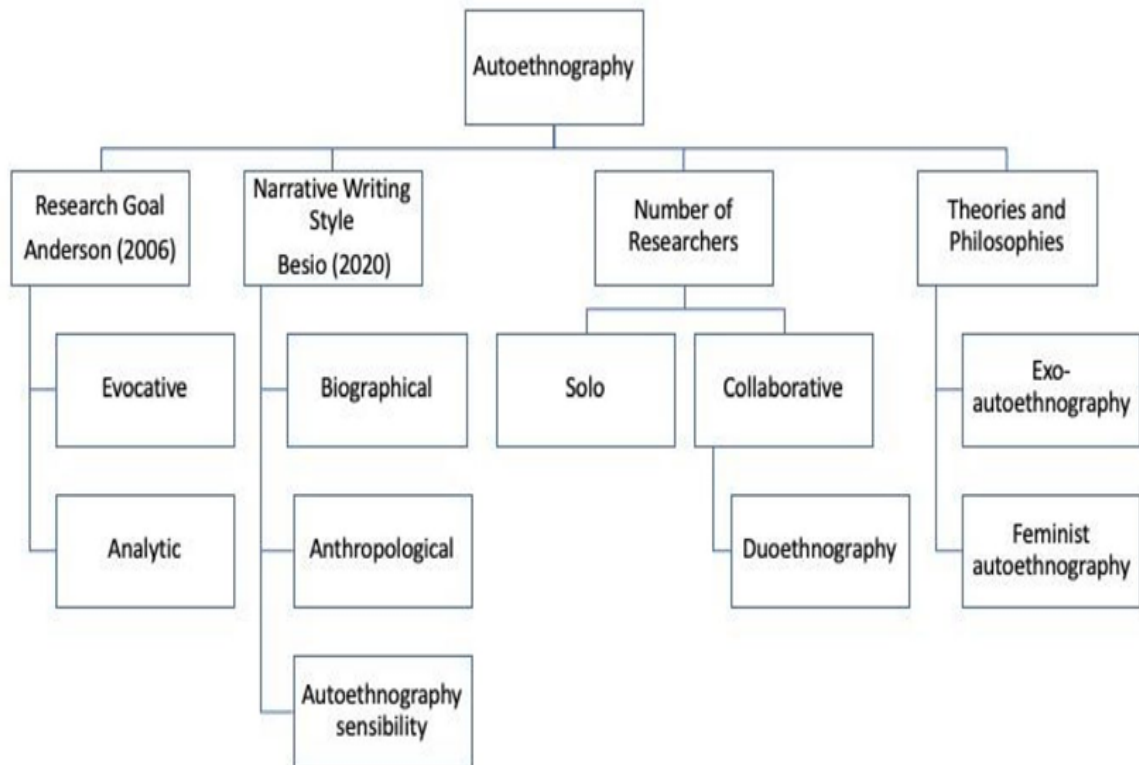 Autoethnography
Research Goal
Anderson (2006)
Narrative Writing
Style
Besio (2020)
Number of
Researchers
Theories and
Philosophies
Evocative
Biographical
Solo
Collaborative
Exo-
autoethnography
Analytic
Anthropological
Duoethnography
Feminist
autoethnography
Autoethnography
sensibility